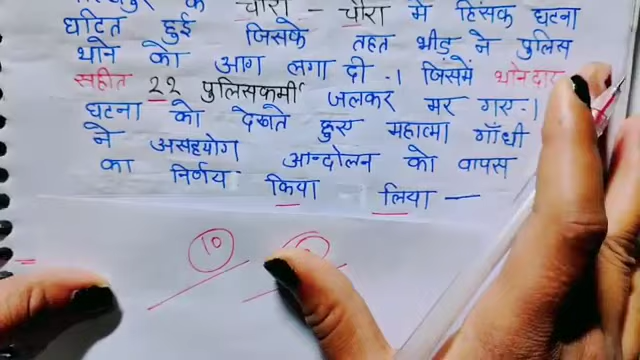 के चौरा - चौरा में हिंसक घटना
घटित हुई जिसके तहत भीड़ ने पुलिस
थाने को आग लगा दी । जिसमें थानेदार
सहीत 22 पुलिसकर्मी जलकर मर गए ।
घटना को देखते हुए महात्मा गाँधी
ने असहयोग आन्दोलन को वापस
का निर्णय किया लिया —
10